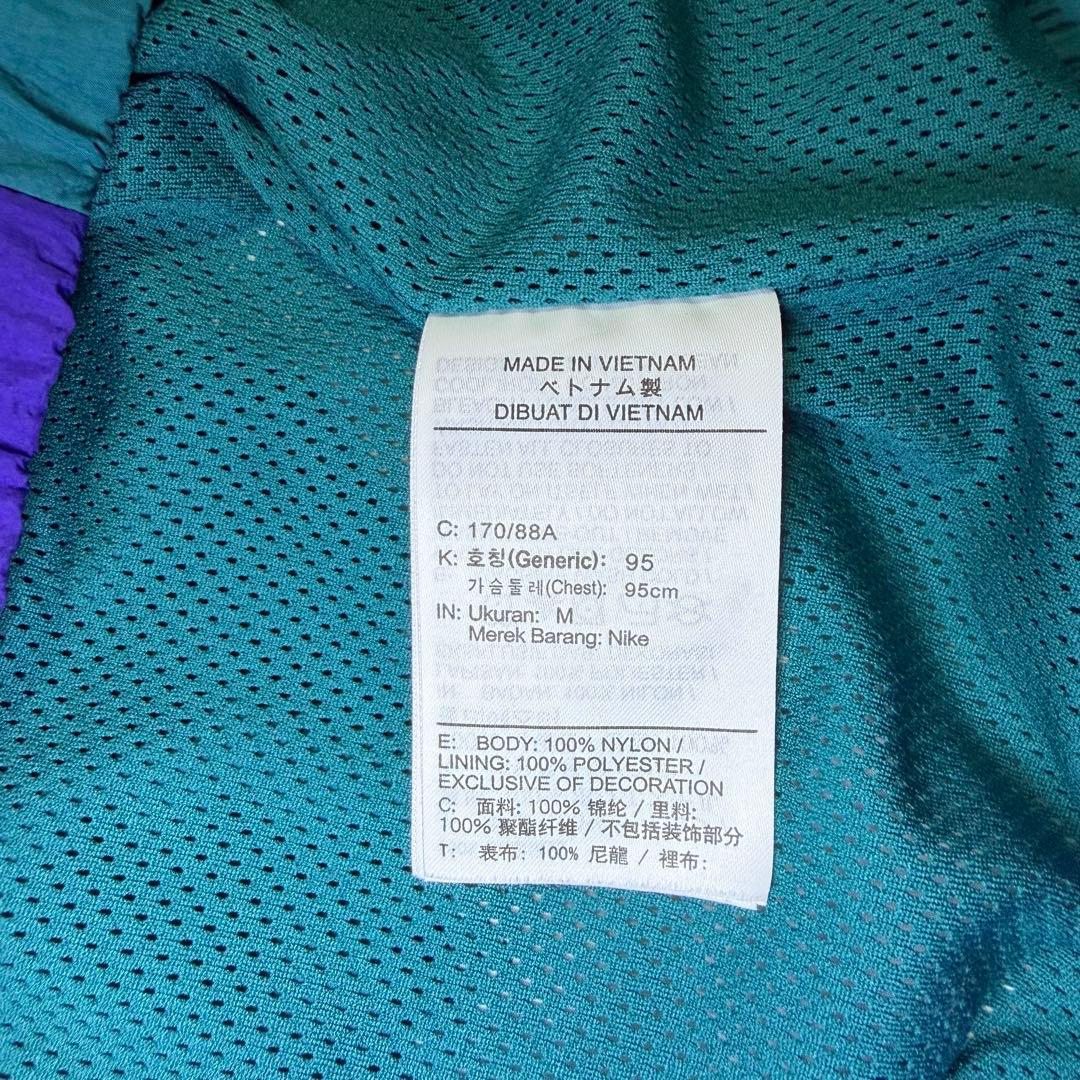 MADE IN VIETNAM
ベトナム製
DIBUAT DI VIETNAM
C: 170/88A
K: 호칭(Generic): 95
가슴둘레(Chest): 95cm
IN: Ukuran: M
Merek Barang: Nike
E: BODY: 100% NYLON /
LINING: 100% POLYESTER /
EXCLUSIVE OF DECORATION
C: 面料: 100% 锦纶 / 里料:
100% 聚酯纤维 / 不包括装饰部分
T: 表布: 100% 尼龍 / 裡布: